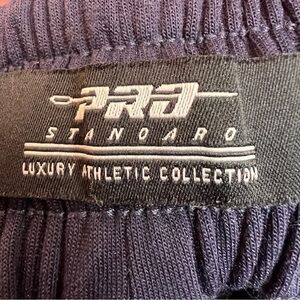 PRO
STANDARD
LUXURY ATHLETIC COLLECTION